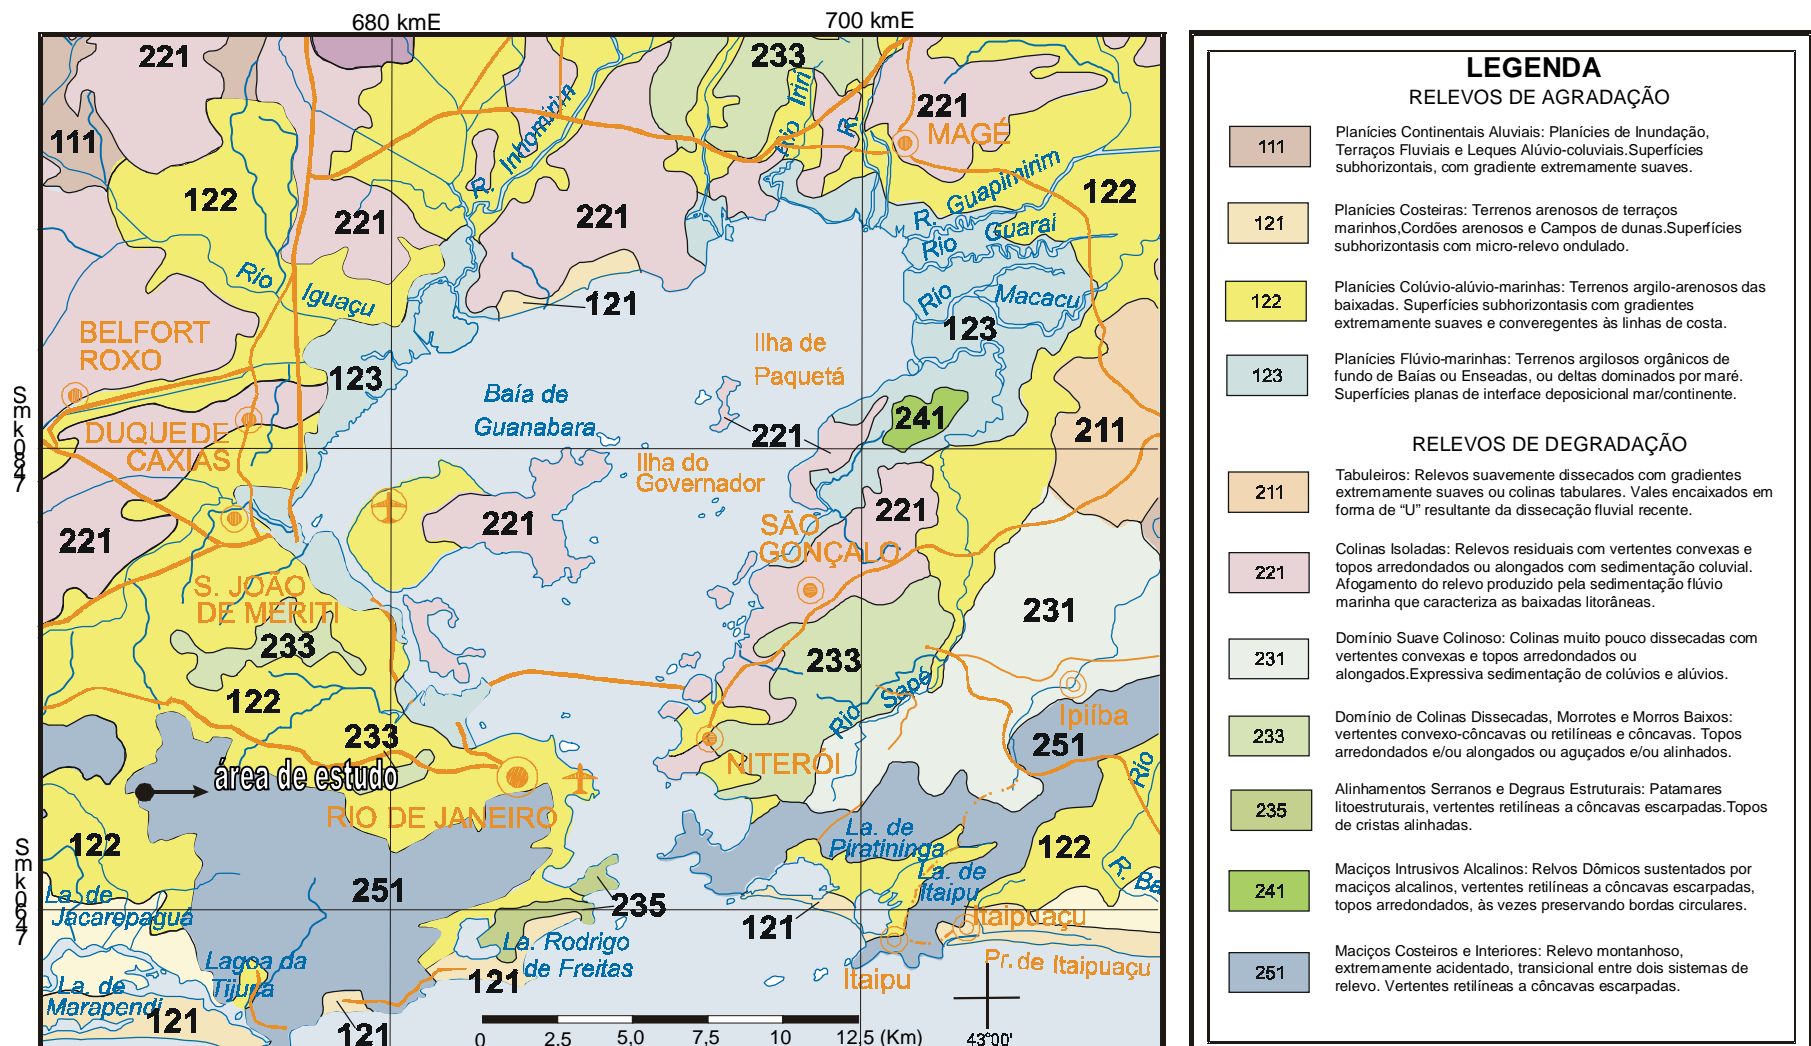 680 kmE
700 kmE
221
233
111
221
R. Inhomirin
Rio Iriri
R.
MAGÉ
122
221
221
122
R. Guapimirim
Rio Guarai
Rio
Iguaçu
121
Rio Macacu
123
BELFORT
ROXO
123
Ilha de
Paquetá
Baía de
Guanabara
241
221
211
DUQUE DE
CAXIAS
Ilha do
Governador
Smk0847
221
221
221
SÃO
GONÇALO
S. JOÃO
DE MERITI
231
233
233
122
Rio Sapê
233
Ipiíba
251
NITERÓI
Rio
área de estudo
RIO DE JANEIRO
122
La. de
Piratininga
122
Smk0647
La. de
Jacarepaguá
251
La. de
Itaipu
R. Ba
235
121
Itaipuaçu
La. Rodrigo
de Freitas
Lagoa da
Tijuca
Pr. de Itaipuaçu
La. de
Marapendi
121
Itaipu
121
121
0 2,5 5,0 7,5 10 12,5 (Km)
43°00'
LEGENDA
RELEVOS DE AGRADAÇÃO
111
Planícies Continentais Aluviais: Planícies de Inundação,
Terraços Fluviais e Leques Alúvio-coluviais.Superfícies
subhorizontais, com gradiente extremamente suaves.
121
Planícies Costeiras: Terrenos arenosos de terraços
marinhos,Cordões arenosos e Campos de dunas.Superfícies
subhorizontasis com micro-relevo ondulado.
122
Planícies Colúvio-alúvio-marinhas: Terrenos argilo-arenosos das
baixadas. Superfícies subhorizontasis com gradientes
extremamente suaves e converegentes às linhas de costa.
123
Planícies Flúvio-marinhas: Terrenos argilosos orgânicos de
fundo de Baías ou Enseadas, ou deltas dominados por maré.
Superfícies planas de interface deposicional mar/continente.
RELEVOS DE DEGRADAÇÃO
211
Tabuleiros: Relevos suavemente dissecados com gradientes
extremamente suaves ou colinas tabulares. Vales encaixados em
forma de “U” resultante da dissecação fluvial recente.
221
Colinas Isoladas: Relevos residuais com vertentes convexas e
topos arredondados ou alongados com sedimentação coluvial.
Afogamento do relevo produzido pela sedimentação flúvio
marinha que caracteriza as baixadas litorâneas.
231
Domínio Suave Colinoso: Colinas muito pouco dissecadas com
vertentes convexas e topos arredondados ou
alongados.Expressiva sedimentação de colúvios e alúvios.
233
Domínio de Colinas Dissecadas, Morrotes e Morros Baixos:
vertentes convexo-côncavas ou retilíneas e côncavas. Topos
arredondados e/ou alongados ou aguçados e/ou alinhados.
235
Alinhamentos Serranos e Degraus Estruturais: Patamares
litoestruturais, vertentes retilíneas a côncavas escarpadas.Topos
de cristas alinhadas.
241
Maciços Intrusivos Alcalinos: Relvos Dômicos sustentados por
maciços alcalinos, vertentes retilíneas a côncavas escarpadas,
topos arredondados, às vezes preservando bordas circulares.
251
Maciços Costeiros e Interiores: Relevo montanhoso,
extremamente acidentado, transicional entre dois sistemas de
relevo. Vertentes retilíneas a côncavas escarpadas.